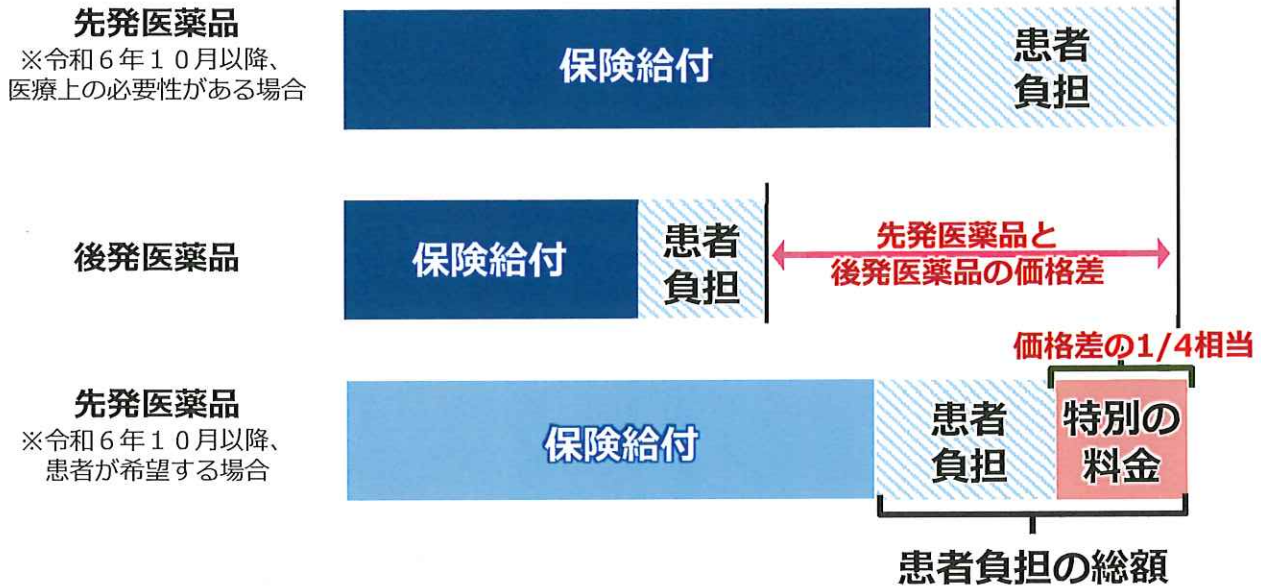 先発医薬品
※令和６年１０月以降、
医療上の必要性がある場合
保険給付
患者
負担
後発医薬品
保険給付
患者
負担
先発医薬品と
後発医薬品の価格差
価格差の1/4相当
先発医薬品
※令和６年１０月以降、
患者が希望する場合
保険給付
患者
負担
特別の
料金
患者負担の総額